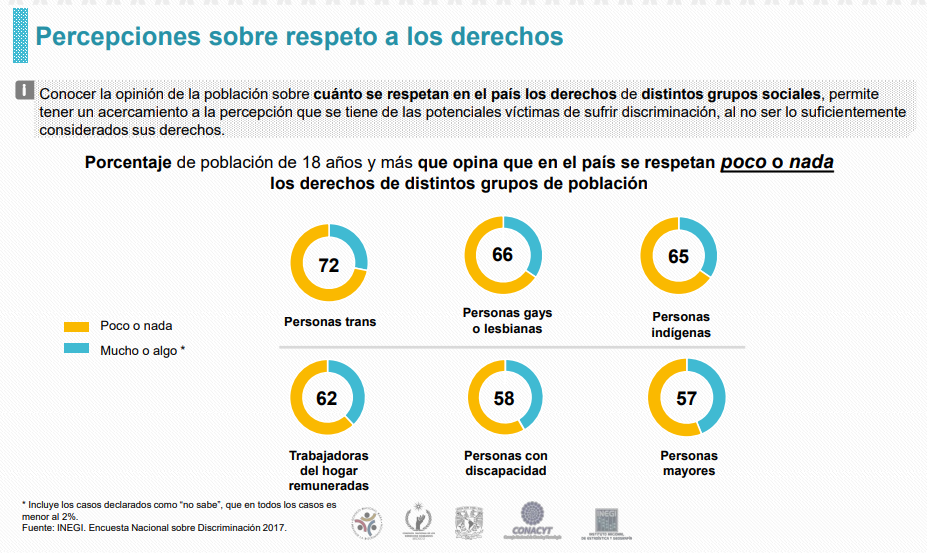 Percepciones sobre respeto a los derechos
i
Conocer la opinión de la población sobre cuánto se respetan en el país los derechos de distintos grupos sociales, permite
tener un acercamiento a la percepción que se tiene de las potenciales víctimas de sufrir discriminación, al no ser lo suficientemente
considerados sus derechos.
Porcentaje de población de 18 años y más que opina que en el país se respetan poco o nada
los derechos de distintos grupos de población
72
66
65
Personas trans
Personas gays
o lesbianas
Personas
indígenas
Poco o nada
Mucho o algo *
62
58
57
Trabajadoras
del hogar
remuneradas
Personas con
discapacidad
Personas
mayores
* Incluye los casos declarados como “no sabe”, que en todos los casos es
menor al 2%.
Fuente: INEGI. Encuesta Nacional sobre Discriminación 2017.
CONACYT